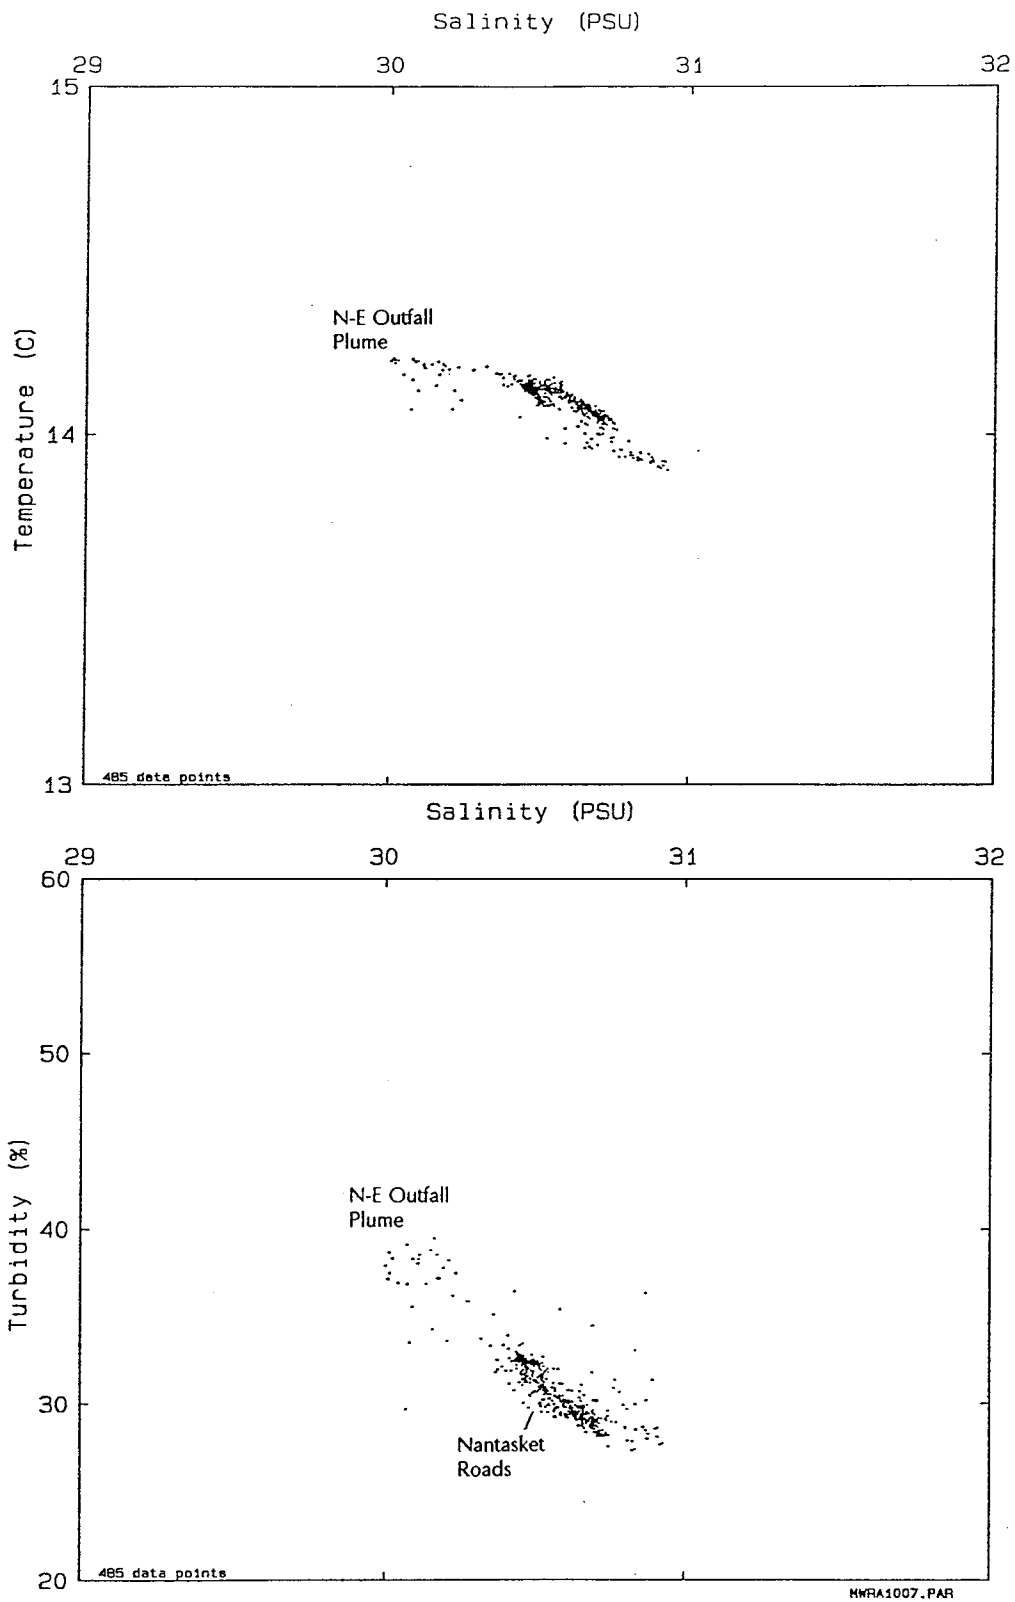 Salinity (PSU)
29 30 31 32
15
N-E Outfall
Plume
Temperature (C)
14
485 data points
13
Salinity (PSU)
29 30 31 32
60
50
N-E Outfall
Plume
Turbidity (%)
40
30
Nantasket
Roads
485 data points
20
MWRA1007.PAR